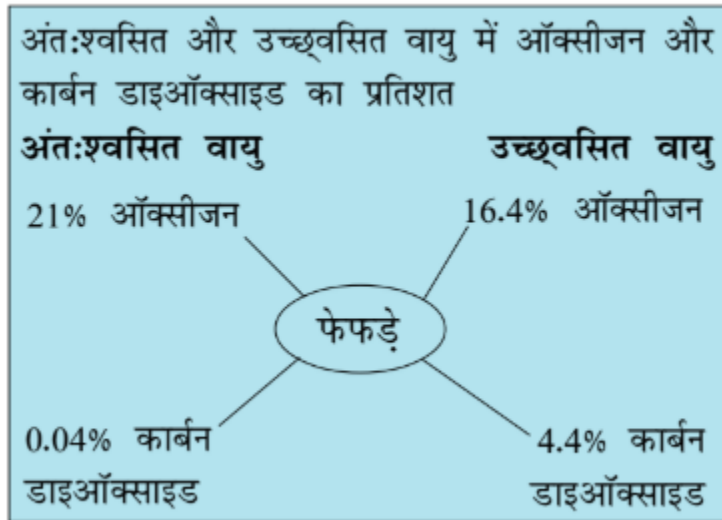 अंत:श्वसित और उच्छ्वसित वायु में ऑक्सीजन और
कार्बन डाइऑक्साइड का प्रतिशत
अंत:श्वसित वायु उच्छ्वसित वायु
21% ऑक्सीजन 16.4% ऑक्सीजन
फेफड़े
0.04% कार्बन 4.4% कार्बन
डाइऑक्साइड डाइऑक्साइड